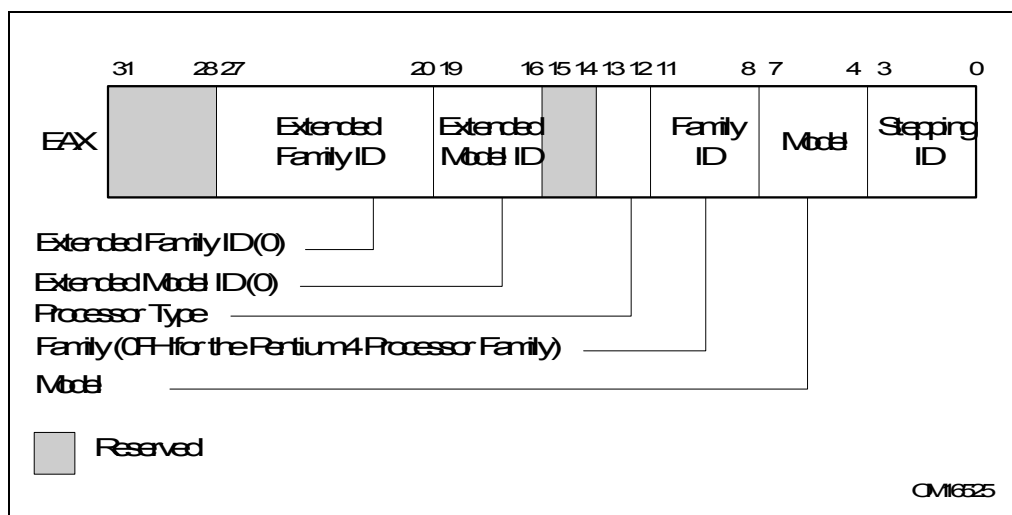 31 28 27 20 19 16 15 14 13 12 11 8 7 4 3 0
EAX
Extended
Family ID
Extended
Model ID
Family
ID
Model
Stepping
ID
Extended Family ID (0)
Extended Model ID (0)
Processor Type
Family (0FH for the Pentium 4 Processor Family)
Model
Reserved
OM16525